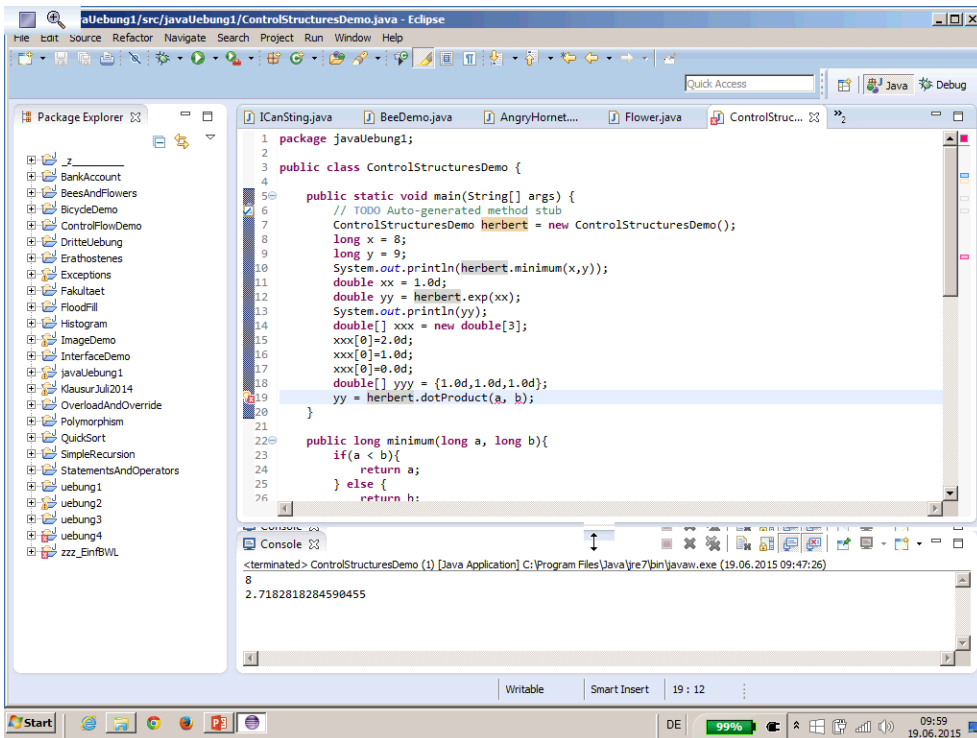 aUebung1/src/javaUebung1/ControlStructuresDemo.java - Eclipse
File Edit Source Refactor Navigate Search Project Run Window Help
Quick Access
Java
Debug
Package Explorer
_z_________
BankAccount
BeesAndFlowers
BicycleDemo
ControlFlowDemo
DritteUebung
Erathostenes
Exceptions
Fakultaet
FloodFill
Histogram
ImageDemo
InterfaceDemo
javaUebung1
KlausurJuli2014
OverloadAndOverride
Polymorphism
QuickSort
SimpleRecursion
StatementsAndOperators
uebung1
uebung2
uebung3
uebung4
zzz_EinfBWL
ICanSting.java BeeDemo.java AngryHornet.... Flower.java ControlStruc... »2
1 package javaUebung1;
2
3 public class ControlStructuresDemo {
4
5 public static void main(String[] args) {
6 // TODO Auto-generated method stub
7 ControlStructuresDemo herbert = new ControlStructuresDemo();
8 long x = 8;
9 long y = 9;
10 System.out.println(herbert.minimum(x,y));
11 double xx = 1.0d;
12 double yy = herbert.exp(xx);
13 System.out.println(yy);
14 double[] xxx = new double[3];
15 xxx[0]=2.0d;
16 xxx[0]=1.0d;
17 xxx[0]=0.0d;
18 double[] yyy = {1.0d,1.0d,1.0d};
19 yy = herbert.dotProduct(a, b);
20 }
21
22 public long minimum(long a, long b){
23 if(a < b){
24 return a;
25 } else {
26 return b;
Console
Console
<terminated> ControlStructuresDemo (1) [Java Application] C:\Program Files\Java\jre7\bin\javaw.exe (19.06.2015 09:47:26)
8
2.7182818284590455
Writable Smart Insert 19 : 12
Start
DE 99% 09:59
19.06.2015